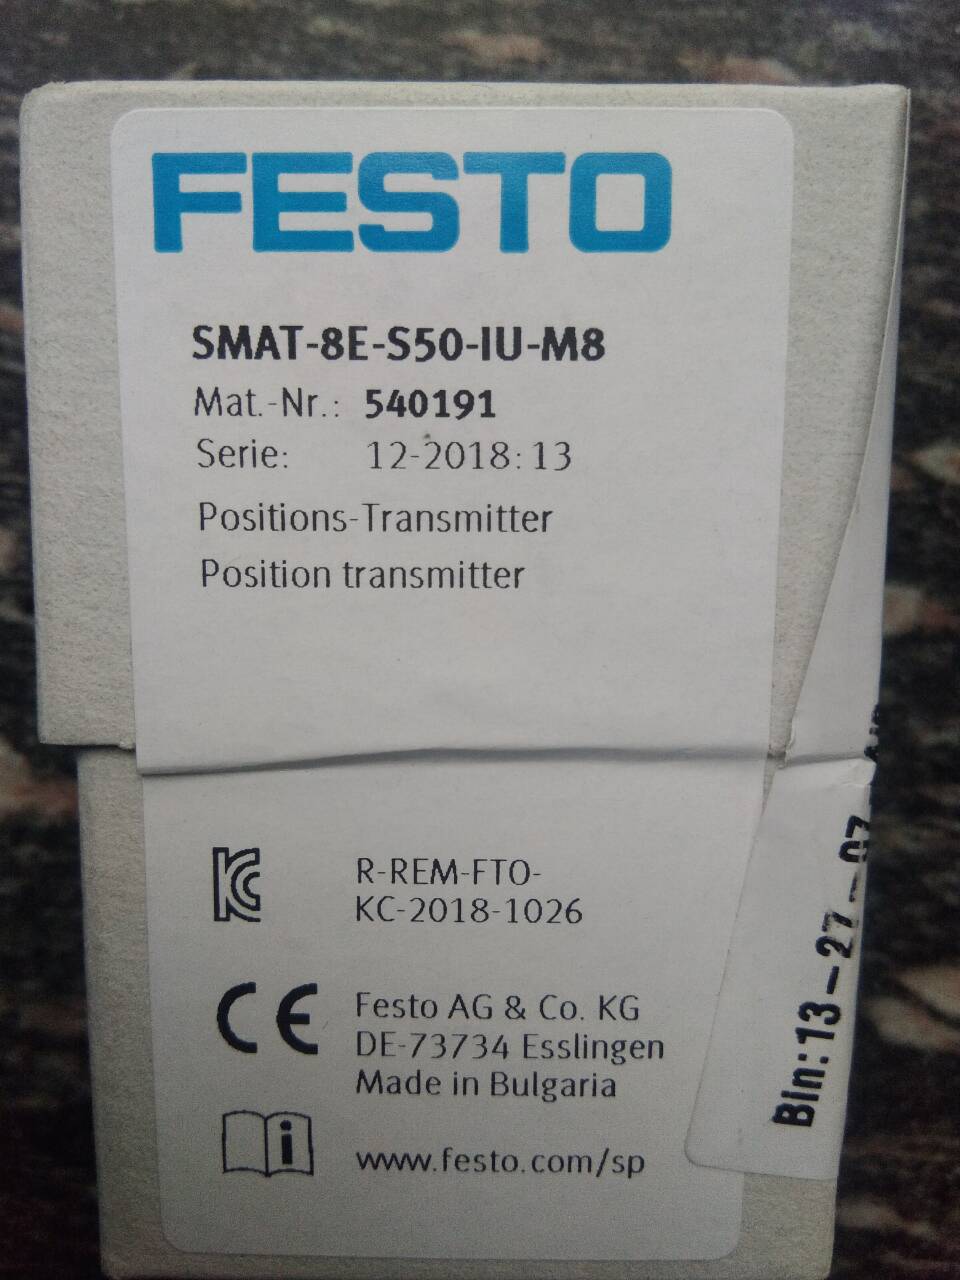 FESTO
SMAT-8E-S50-IU-M8
Mat.-Nr.: 540191
Serie: 12-2018:13
Positions-Transmitter
Position transmitter
R-REM-FTO-
KC-2018-1026
CE
Festo AG & Co. KG
DE-73734 Esslingen
Made in Bulgaria
i
www.festo.com/sp
Bin:13-27-07